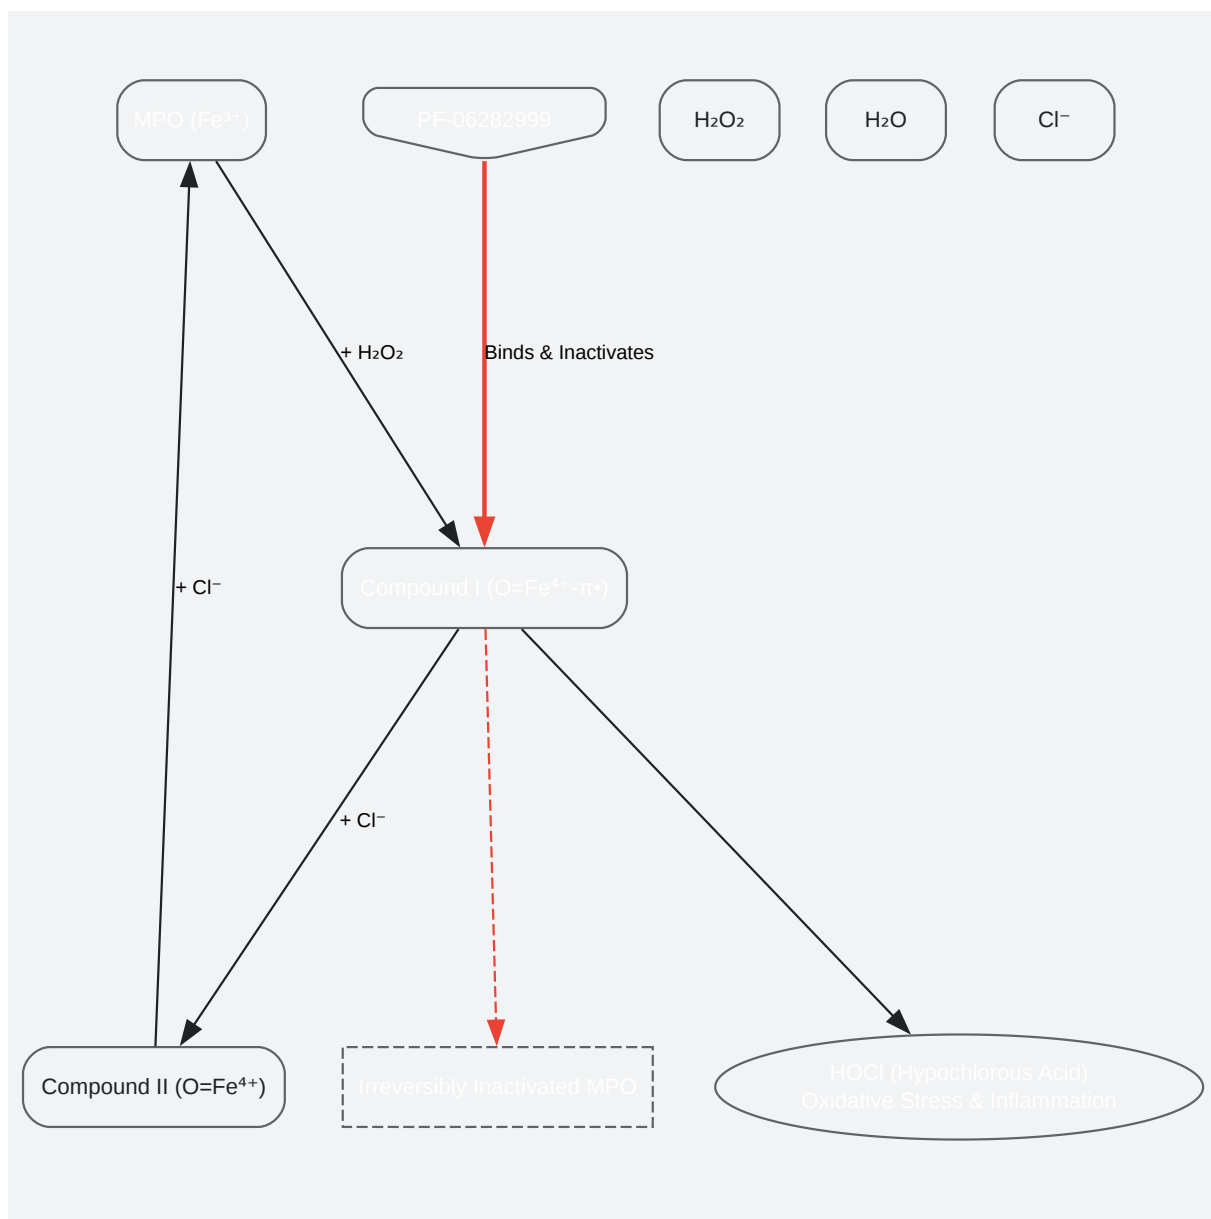 MPO (Fe³⁺)
PF-06282999
H₂O₂
H₂O
Cl⁻
+ H₂O₂
Binds & Inactivates
+ Cl⁻
Compound I (O=Fe⁴⁺-π•)
+ Cl⁻
Compound II (O=Fe⁴⁺)
Irreversibly Inactivated MPO
HOCl (Hypochlorous Acid)
Oxidative Stress & Inflammation